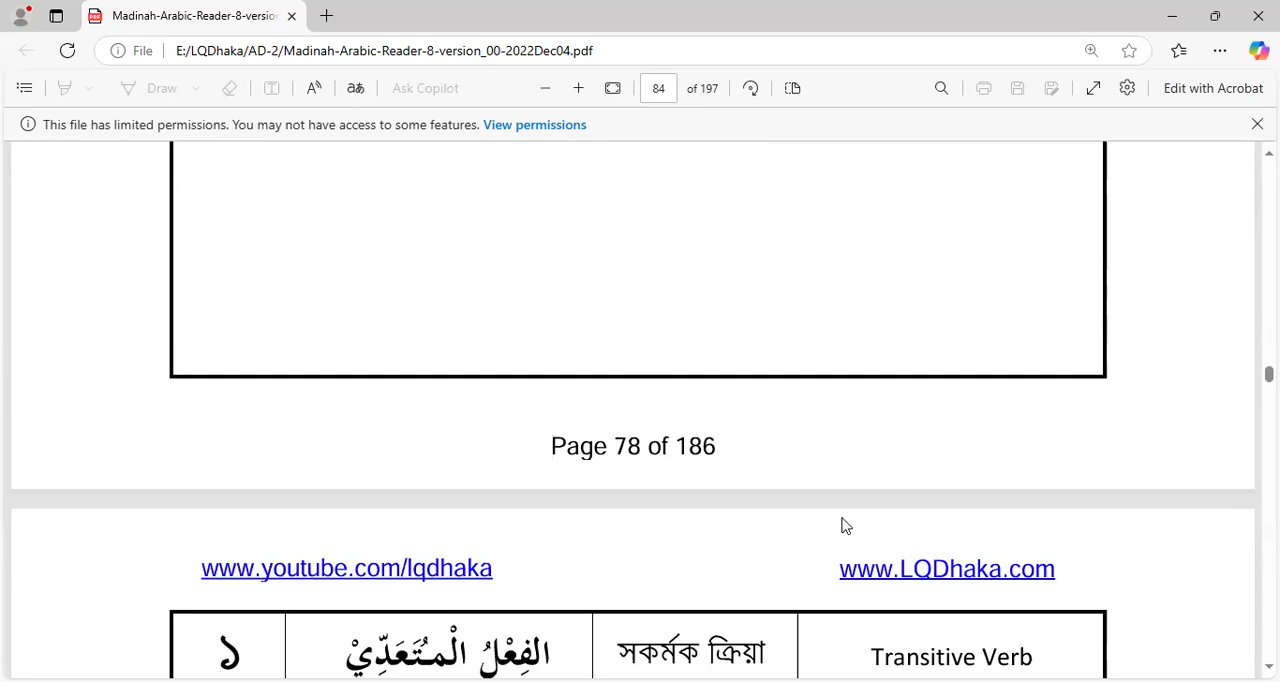 Madinah-Arabic-Reader-8-versio
File E:/LQDhaka/AD-2/Madinah-Arabic-Reader-8-version_00-2022Dec04.pdf
Draw Ask Copilot 84 of 197 Edit with Acrobat
This file has limited permissions. You may not have access to some features. View permissions
Page 78 of 186
www.youtube.com/lqdhaka www.LQDhaka.com
১ الفِعْلُ الْمُتَعَدِّيْ সকর্মক ক্রিয়া Transitive Verb